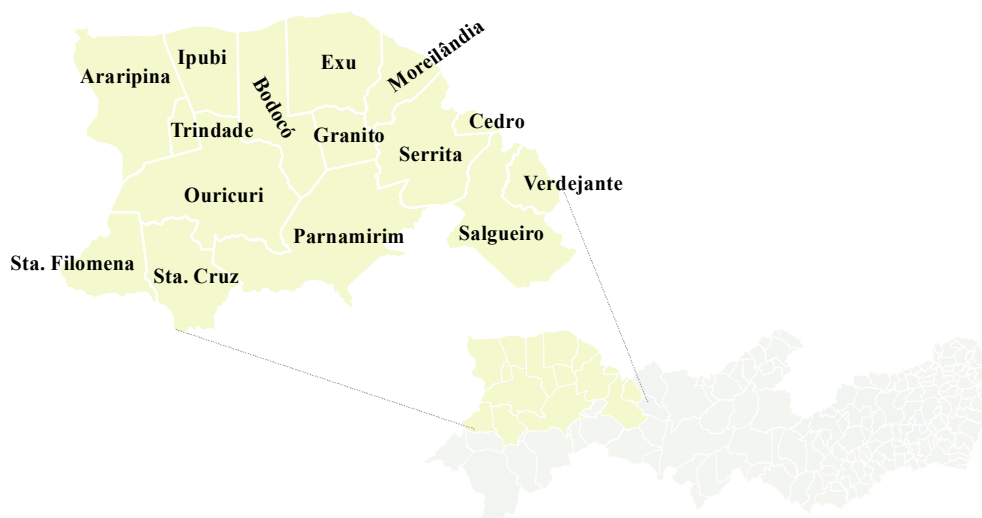 Moreilândia
Ipubi
Exu
Araripina
Bodocó
Cedro
Trindade
Granito
Serrita
Verdejante
Ouricuri
Parnamirim
Salgueiro
Sta. Filomena
Sta. Cruz